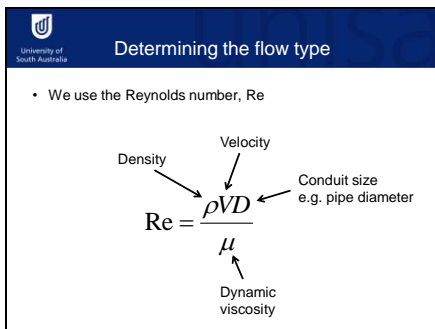 University of
South Australia
Determining the flow type
• We use the Reynolds number, Re
Velocity
Density
Conduit size
e.g. pipe diameter
Re = ρVD / μ
Dynamic
viscosity